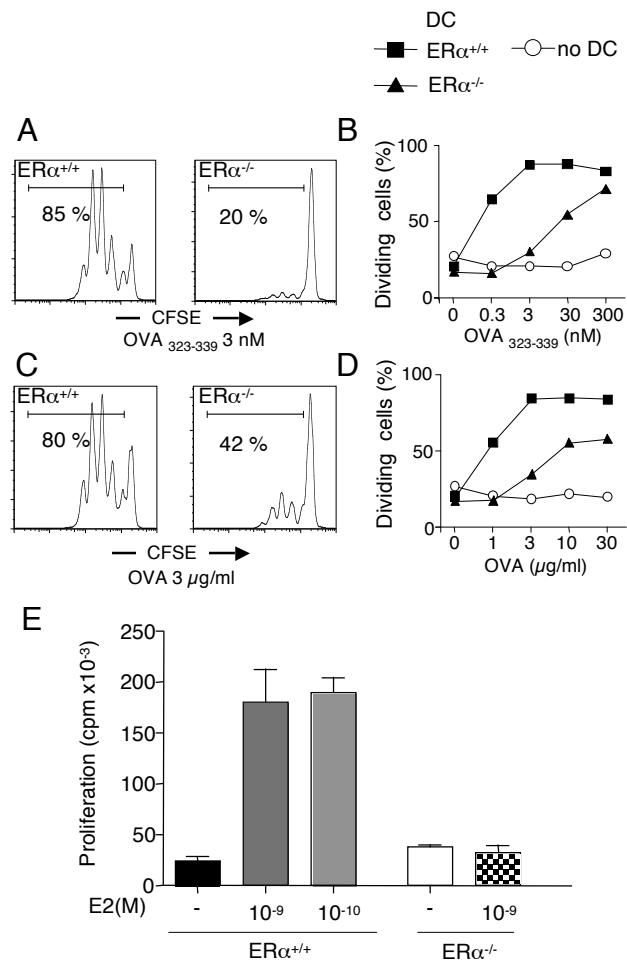 DC
ERα+/+ no DC
ERα-/-
A
ERα+/+
85 %
ERα-/-
20 %
CFSE
OVA 323-339 3 nM
B
Dividing cells (%)
100
50
0
0 0.3 3 30 300
OVA 323-339 (nM)
C
ERα+/+
80 %
ERα-/-
42 %
CFSE
OVA 3 µg/ml
D
Dividing cells (%)
100
50
0
0 1 3 10 30
OVA (µg/ml)
E
Proliferation (cpm x10-3)
250
200
150
100
50
0
E2(M) - 10-9 10-10 - 10-9
ERα+/+ ERα-/-